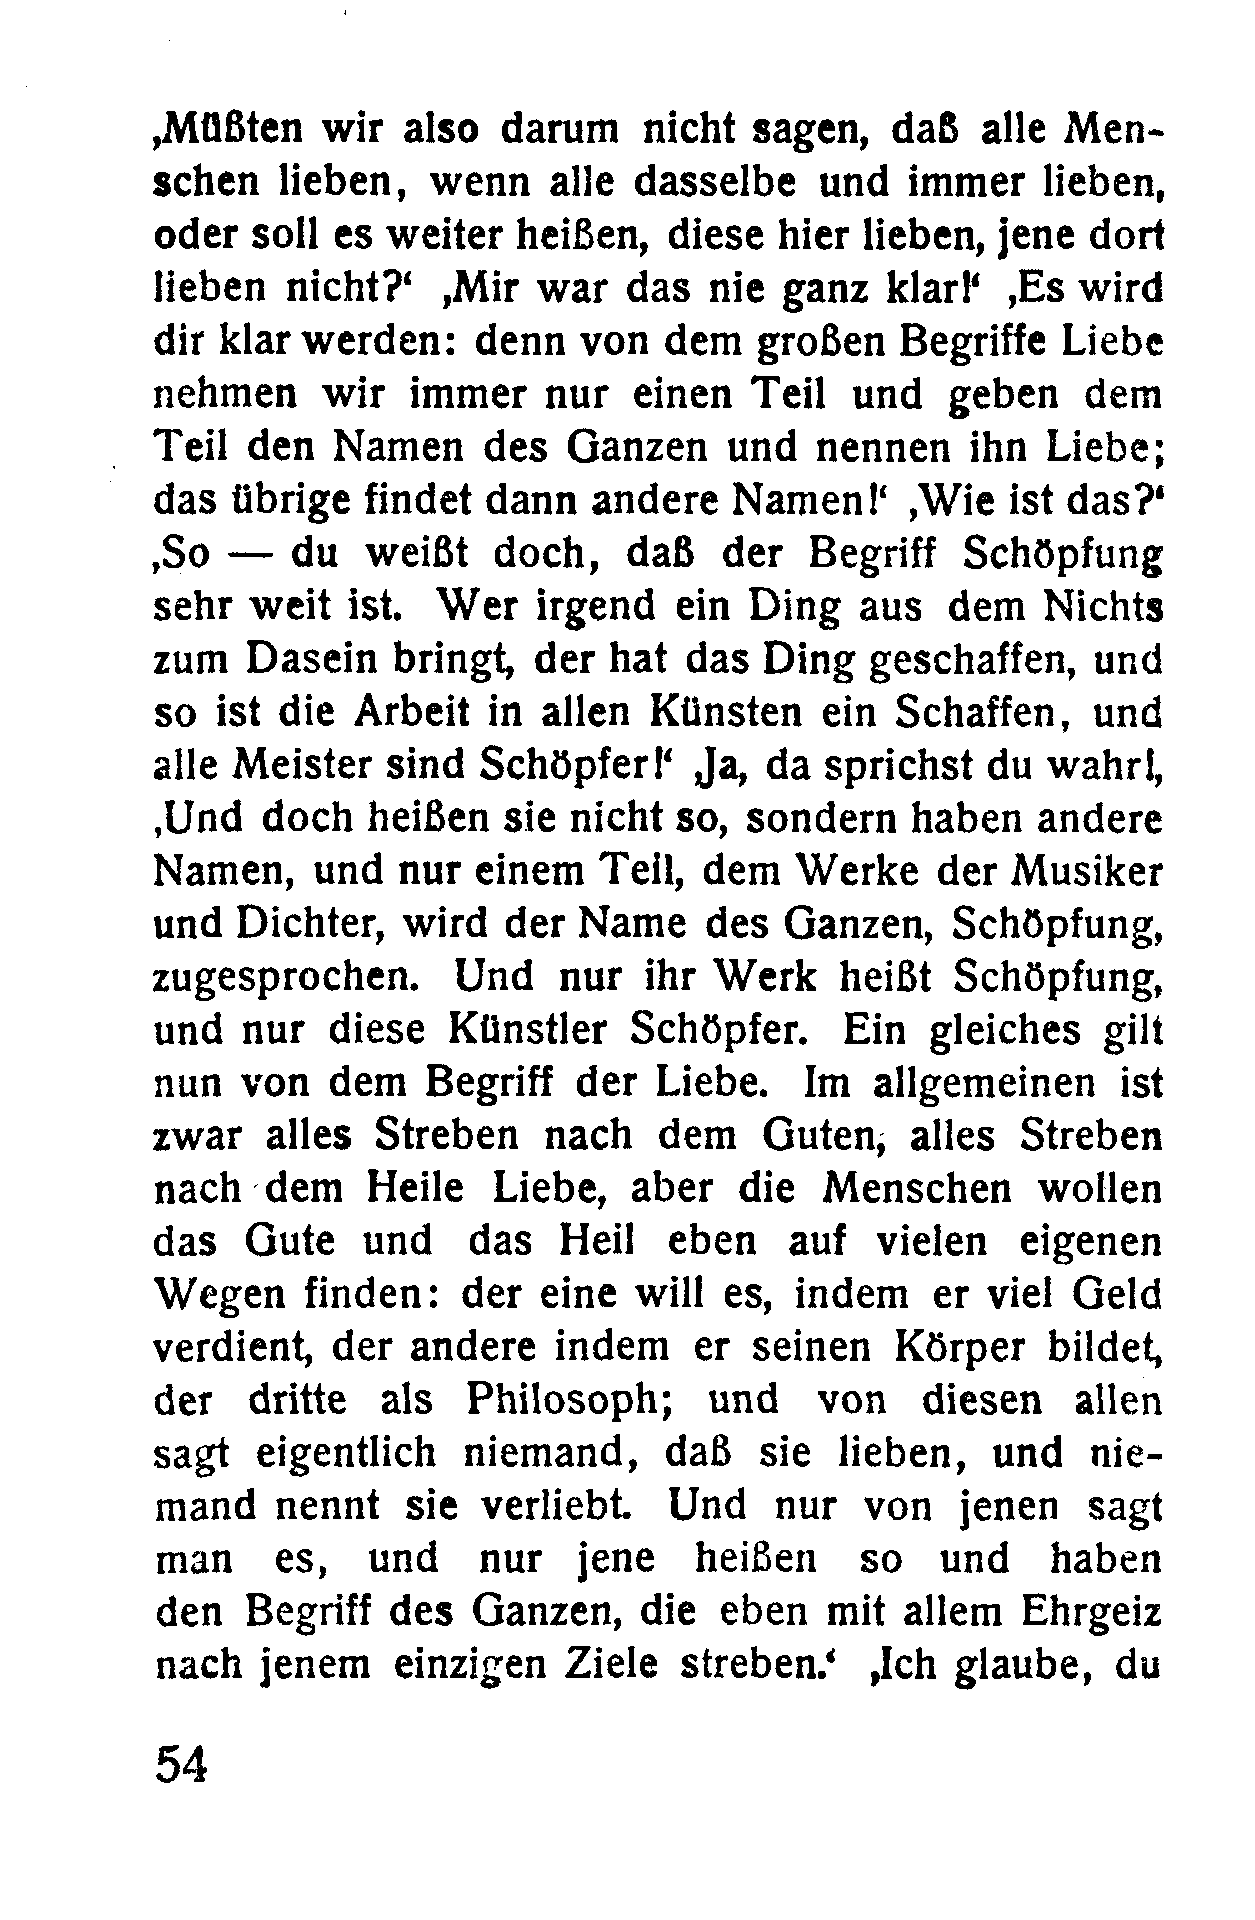 ‚Müßten wir also darum nicht sagen, daß alle Men-
schen lieben, wenn alle dasselbe und immer lieben,
oder soll es weiter heißen, diese hier lieben, jene dort
lieben nicht?‘ ‚Mir war das nie ganz klar!‘ ‚Es wird
dir klar werden: denn von dem großen Begriffe Liebe
nehmen wir immer nur einen Teil und geben dem
Teil den Namen des Ganzen und nennen ihn Liebe;
das übrige findet dann andere Namen!‘ ‚Wie ist das?‘
‚So — du weißt doch, daß der Begriff Schöpfung
sehr weit ist. Wer irgend ein Ding aus dem Nichts
zum Dasein bringt, der hat das Ding geschaffen, und
so ist die Arbeit in allen Künsten ein Schaffen, und
alle Meister sind Schöpfer!‘ ‚Ja, da sprichst du wahr!‚
‚Und doch heißen sie nicht so, sondern haben andere
Namen, und nur einem Teil, dem Werke der Musiker
und Dichter, wird der Name des Ganzen, Schöpfung,
zugesprochen. Und nur ihr Werk heißt Schöpfung,
und nur diese Künstler Schöpfer. Ein gleiches gilt
nun von dem Begriff der Liebe. Im allgemeinen ist
zwar alles Streben nach dem Guten, alles Streben
nach dem Heile Liebe, aber die Menschen wollen
das Gute und das Heil eben auf vielen eigenen
Wegen finden: der eine will es, indem er viel Geld
verdient, der andere indem er seinen Körper bildet,
der dritte als Philosoph; und von diesen allen
sagt eigentlich niemand, daß sie lieben, und nie-
mand nennt sie verliebt. Und nur von jenen sagt
man es, und nur jene heißen so und haben
den Begriff des Ganzen, die eben mit allem Ehrgeiz
nach jenem einzigen Ziele streben.‘ ‚Ich glaube, du
54